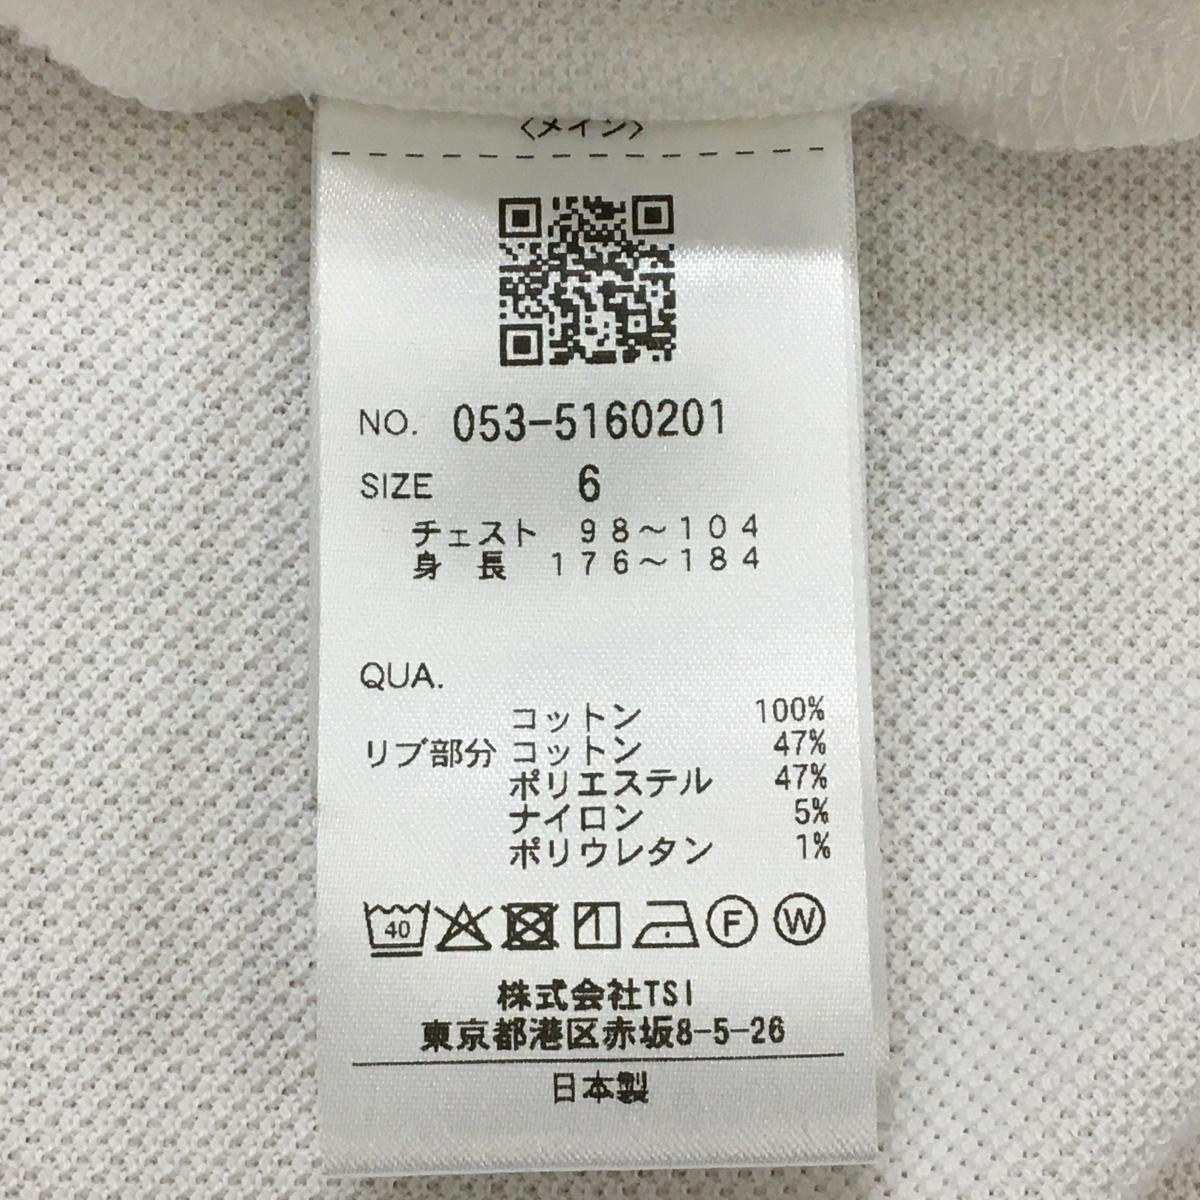 〈メイン〉
NO. 053-5160201
SIZE 6
チェスト 98～104
身長 176～184
QUA.
コットン 100%
リブ部分 コットン 47%
ポリエステル 47%
ナイロン 5%
ポリウレタン 1%
40 F W
株式会社TSI
東京都港区赤坂8-5-26
日本製